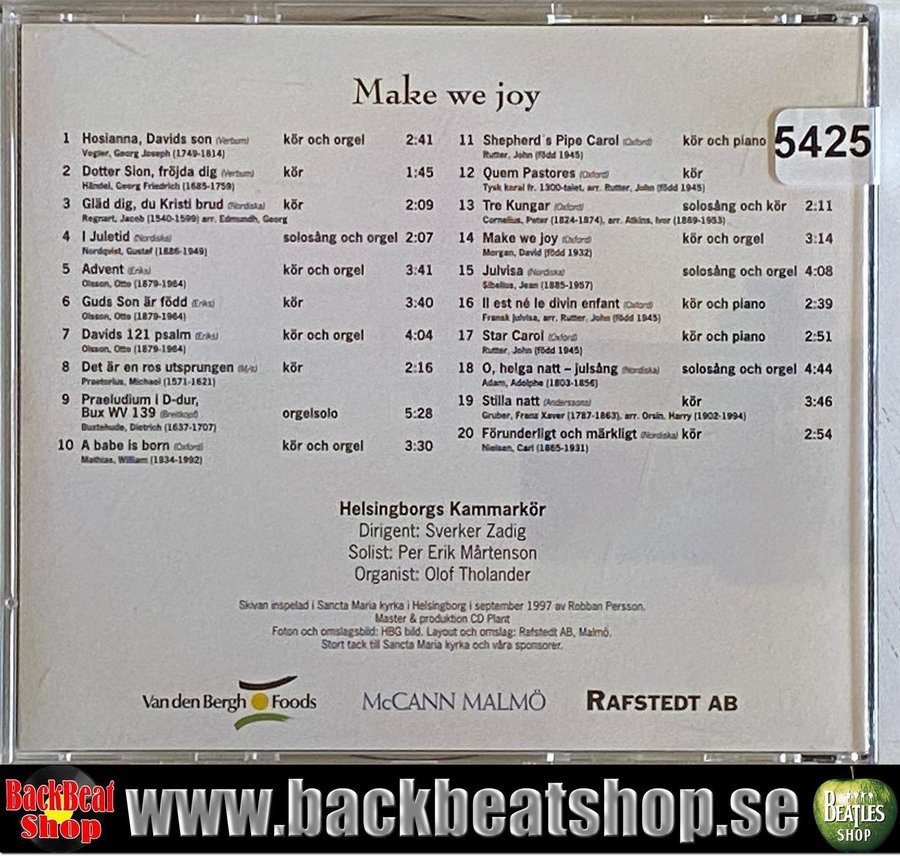 Make we joy
1 Hosianna, Davids son (Verbum) kör och orgel 2:41
Vogler, Georg Joseph (1749-1814)
2 Dotter Sion, fröjda dig (Verbum) kör 1:45
Händel, Georg Friedrich (1685-1759)
3 Gläd dig, du Kristi brud (Nordiska) kör 2:09
Regnart, Jacob (1540-1599) arr. Edmundh, Georg
4 I Juletid (Nordiska) solosång och orgel 2:07
Nordqvist, Gustaf (1886-1949)
5 Advent (Eriks) kör och orgel 3:41
Olsson, Otto (1879-1964)
6 Guds Son är född (Eriks) kör 3:40
Olsson, Otto (1879-1964)
7 Davids 121 psalm (Eriks) kör och orgel 4:04
Olsson, Otto (1879-1964)
8 Det är en ros utsprungen kör 2:16
Praetorius, Michael (1571-1621)
9 Praeludium i D-dur,
Bux WV 139 (Breitkopf) orgelsolo 5:28
Buxtehude, Dietrich (1637-1707)
10 A babe is born (Oxford) kör och orgel 3:30
Mathias, William (1934-1992)
11 Shepherd's Pipe Carol (Oxford) kör och piano
Rutter, John (född 1945)
12 Quem Pastores (Oxford) kör
Tysk koral fr. 1300-talet, arr. Rutter, John (född 1945)
13 Tre Kungar (Oxford) solosång och kör 2:11
Cornelius, Peter (1824-1874), arr. Atkins, Ivor (1869-1953)
14 Make we joy (Oxford) kör och orgel 3:14
Morgan, David (född 1932)
15 Julvisa (Nordiska) solosång och orgel 4:08
Sibelius, Jean (1885-1957)
16 Il est né le divin enfant (Oxford) kör och piano 2:39
Fransk julvisa, arr. Rutter, John (född 1945)
17 Star Carol (Oxford) kör och piano 2:51
Rutter, John (född 1945)
18 O, helga natt – julsång (Nordiska) solosång och orgel 4:44
Adam, Adolphe (1803-1856)
19 Stilla natt (Anderssons) kör 3:46
Gruber, Franz Xaver (1787-1863), arr. Orsin, Harry (1902-1994)
20 Förunderligt och märkligt (Nordiska) kör 2:54
Nielsen, Carl (1865-1931)
5425
Helsingborgs Kammarkör
Dirigent: Sverker Zadig
Solist: Per Erik Mårtenson
Organist: Olof Tholander
Skivan inspelad i Sancta Maria kyrka i Helsingborg i september 1997 av Robban Persson.
Master & produktion CD Plant
Foton och omslagsbild: HBG bild. Layout och omslag: Rafstedt AB, Malmö.
Stort tack till Sancta Maria kyrka och våra sponsorer.
Van den Bergh Foods
McCANN MALMÖ
RAFSTEDT AB
BackBeat
Shop
www.backbeatshop.se
BEATLES
SHOP